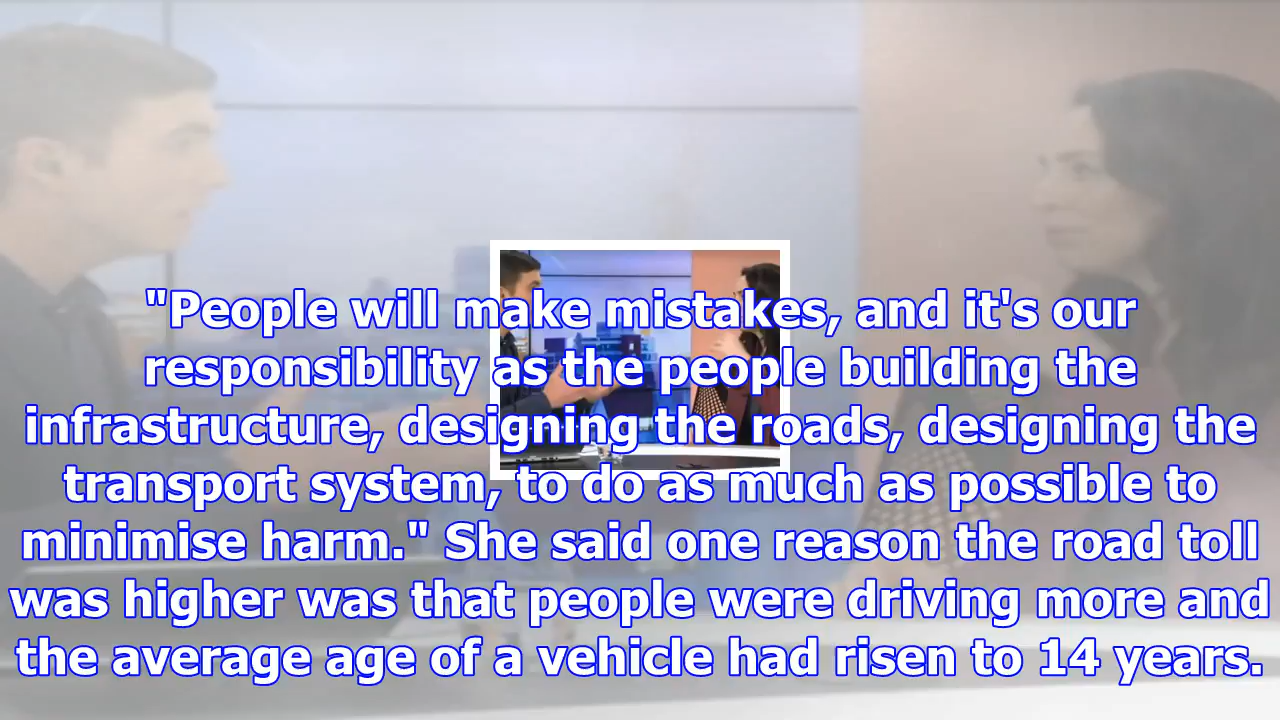 "People will make mistakes, and it's our
responsibility as the people building the
infrastructure, designing the roads, designing the
transport system, to do as much as possible to
minimise harm." She said one reason the road toll
was higher was that people were driving more and
the average age of a vehicle had risen to 14 years.